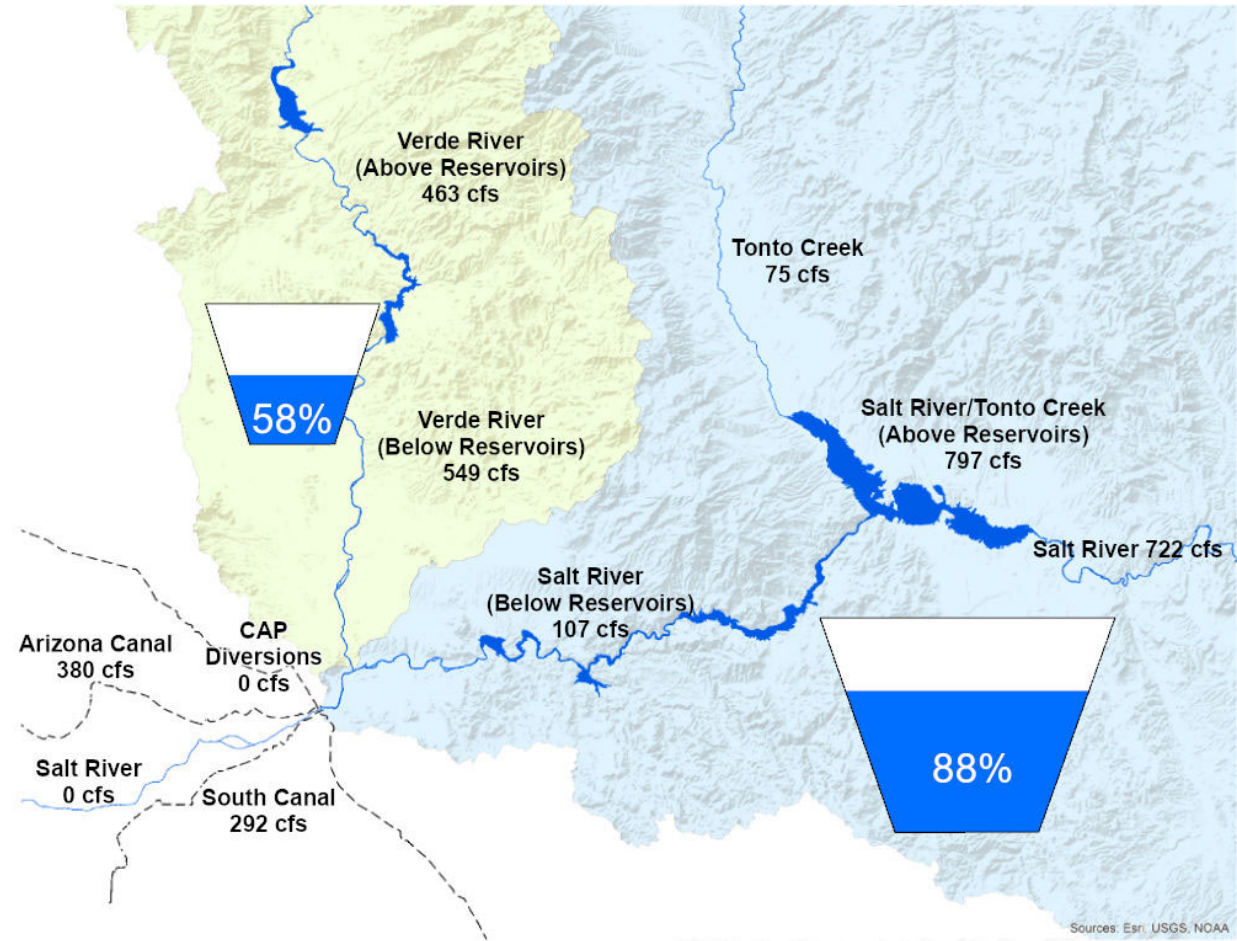 Verde River
(Above Reservoirs)
463 cfs
Tonto Creek
75 cfs
58%
Verde River
(Below Reservoirs)
549 cfs
Salt River/Tonto Creek
(Above Reservoirs)
797 cfs
Salt River 722 cfs
Salt River
(Below Reservoirs)
107 cfs
CAP
Diversions
0 cfs
Arizona Canal
380 cfs
Salt River
0 cfs
South Canal
292 cfs
88%
Sources: Esri, USGS, NOAA